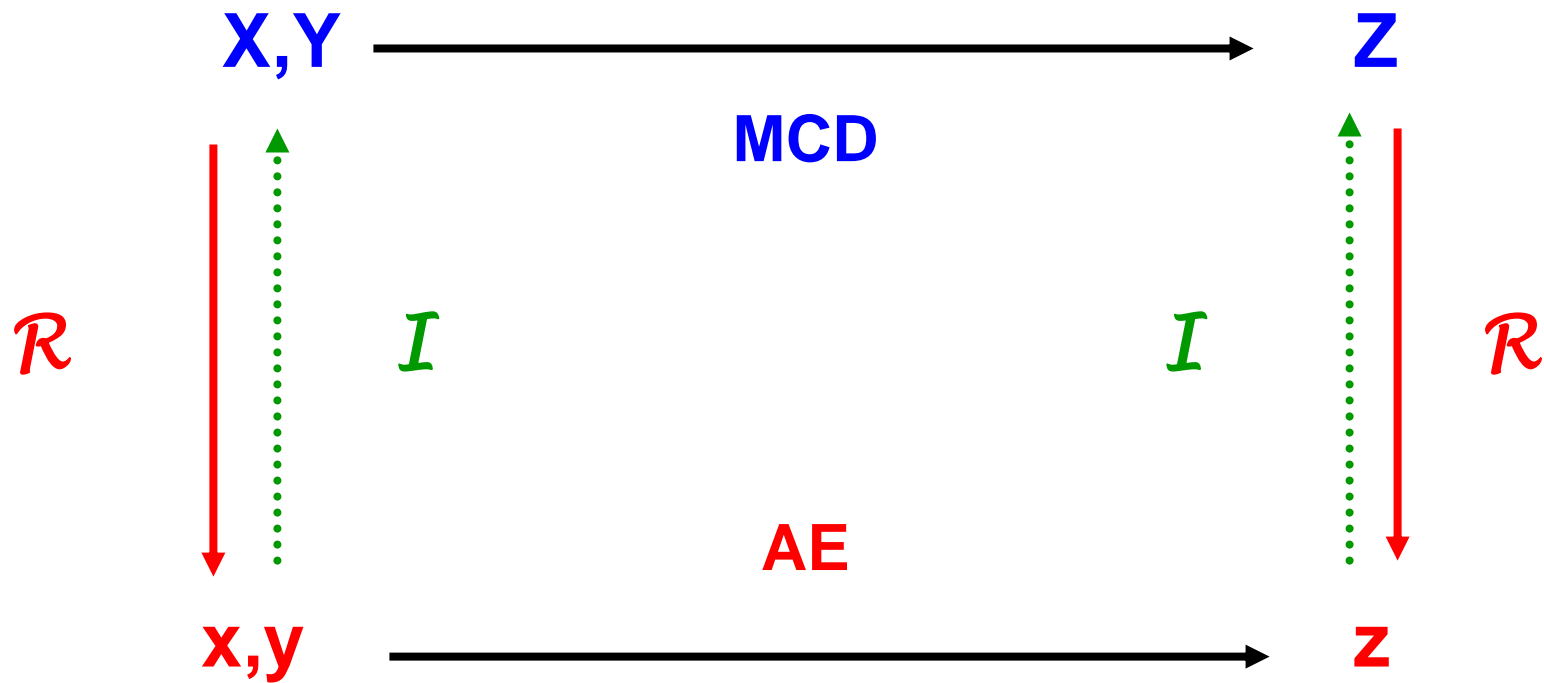 X,Y Z
MCD
ℛ ℐ ℐ ℛ
AE
x,y z